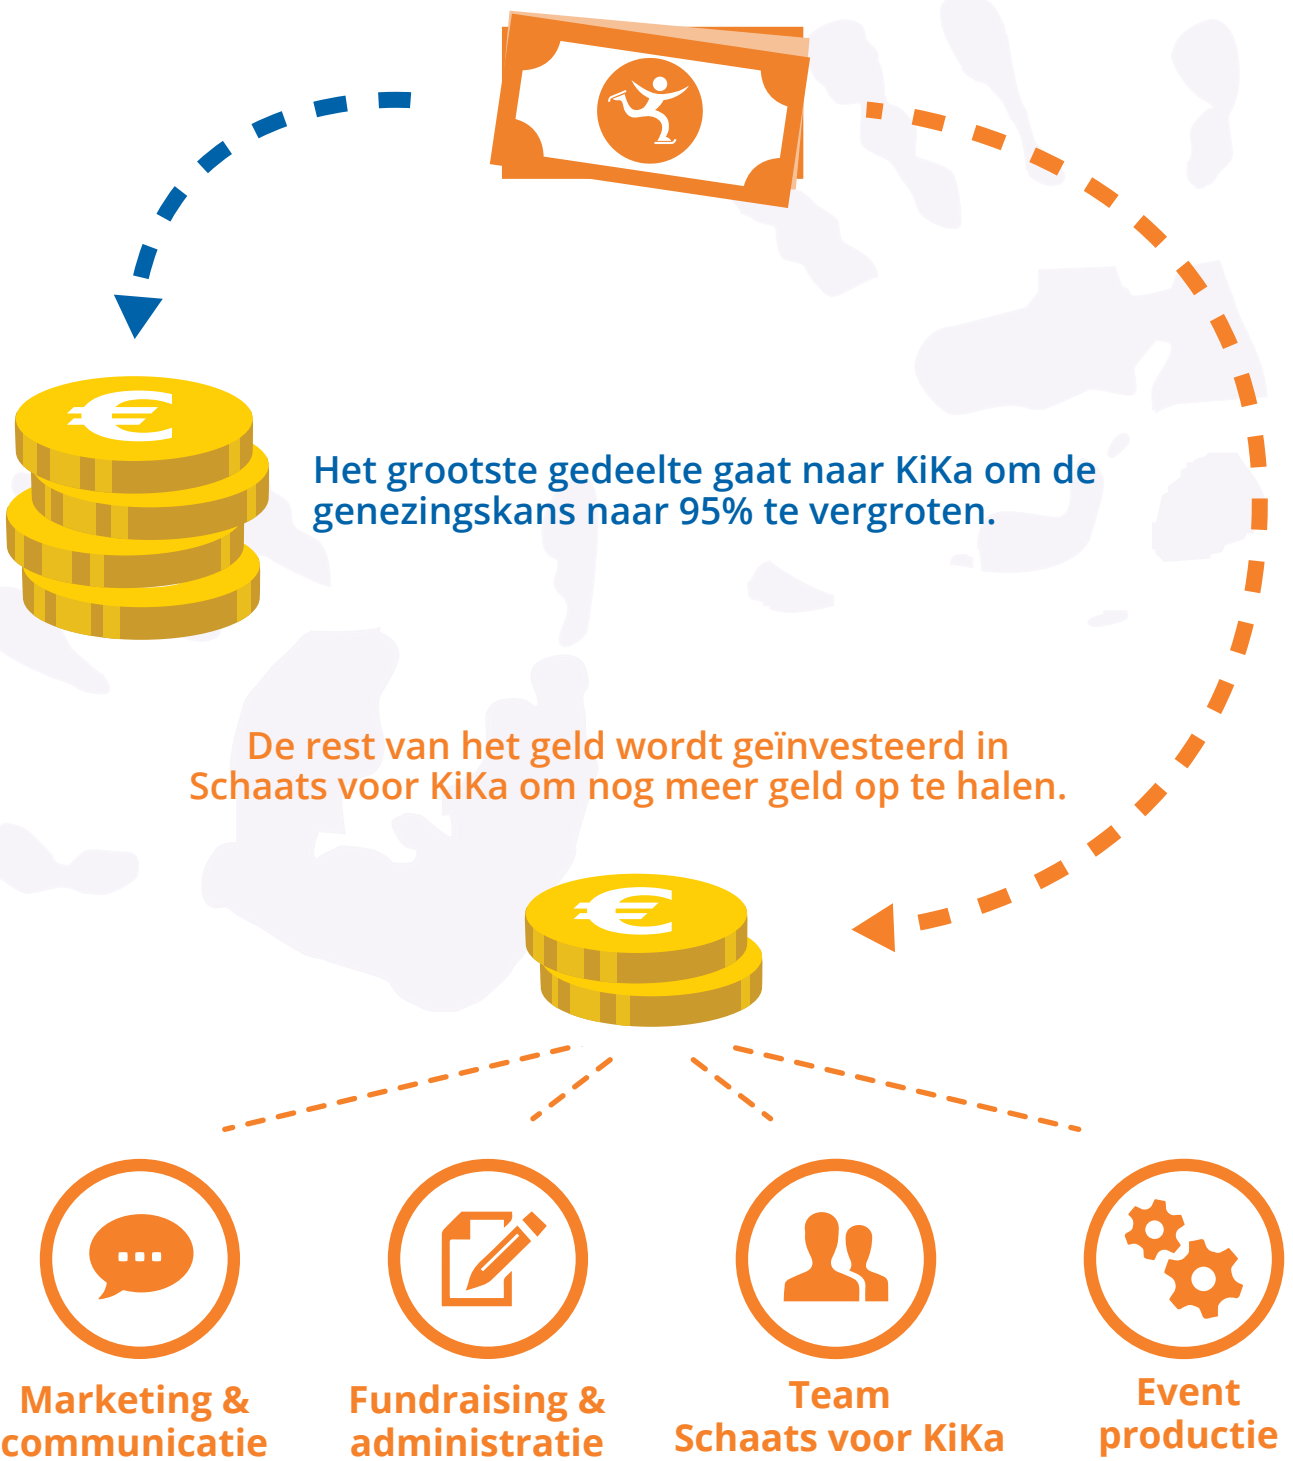 Het grootste gedeelte gaat naar KiKa om de
genezingskans naar 95% te vergroten.
De rest van het geld wordt geïnvesteerd in
Schaats voor KiKa om nog meer geld op te halen.
Marketing &
communicatie
Fundraising &
administratie
Team
Schaats voor KiKa
Event
productie